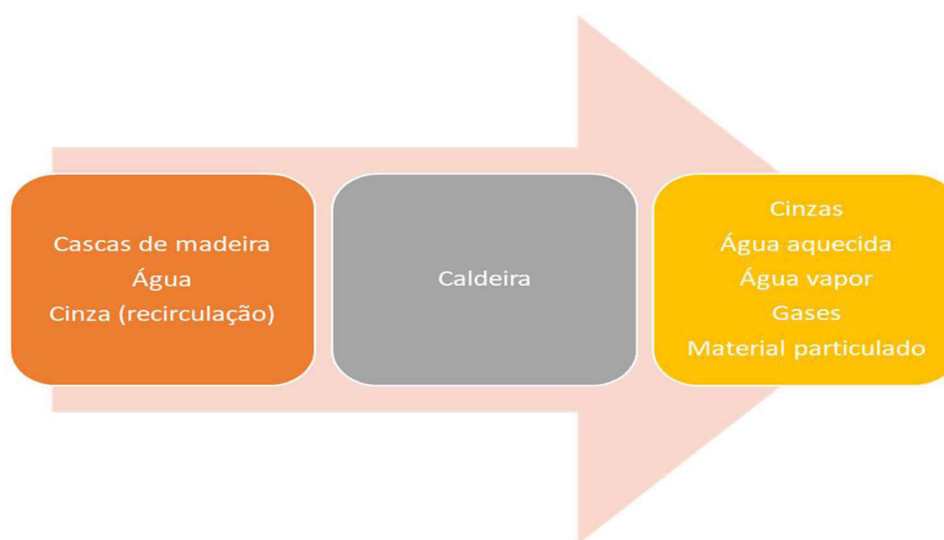 Cascas de madeira
Água
Cinza (recirculação)
Caldeira
Cinzas
Água aquecida
Água vapor
Gases
Material particulado